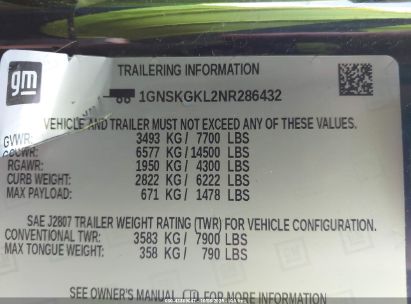 gm
TRAILERING INFORMATION
1GNSKGKL2NR286432
VEHICLE AND TRAILER MUST NOT EXCEED ANY OF THESE VALUES.
GVWR: 3493 KG / 7700 LBS
GCWR: 6577 KG / 14500 LBS
RGAWR: 1950 KG / 4300 LBS
CURB WEIGHT: 2822 KG / 6222 LBS
MAX PAYLOAD: 671 KG / 1478 LBS
SAE J2807 TRAILER WEIGHT RATING (TWR) FOR VEHICLE CONFIGURATION.
CONVENTIONAL TWR: 3583 KG / 7900 LBS
MAX TONGUE WEIGHT: 358 KG / 790 LBS
SEE OWNER'S MANUAL FOR MORE INFORMATION